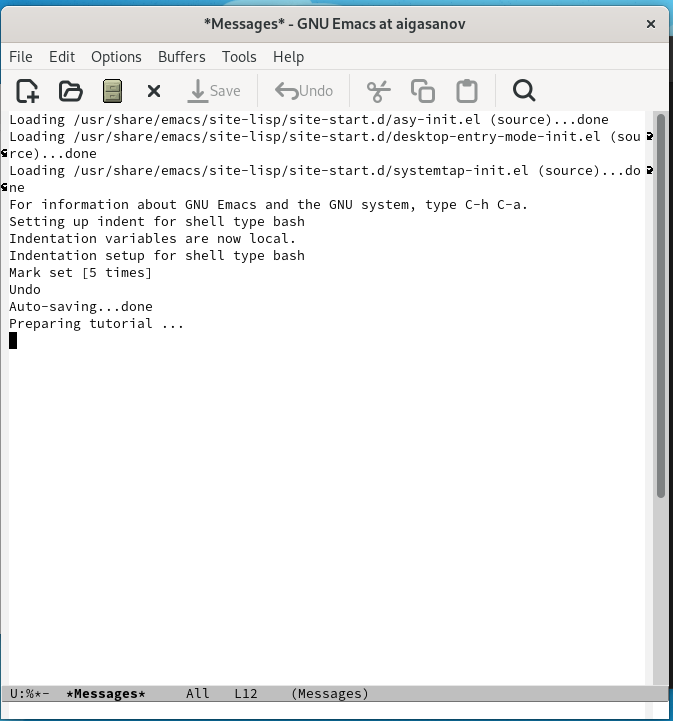 *Messages* - GNU Emacs at aigasanov
File Edit Options Buffers Tools Help
Save Undo
Loading /usr/share/emacs/site-lisp/site-start.d/asy-init.el (source)...done
Loading /usr/share/emacs/site-lisp/site-start.d/desktop-entry-mode-init.el (sou
rce)...done
Loading /usr/share/emacs/site-lisp/site-start.d/systemtap-init.el (source)...do
ne
For information about GNU Emacs and the GNU system, type C-h C-a.
Setting up indent for shell type bash
Indentation variables are now local.
Indentation setup for shell type bash
Mark set [5 times]
Undo
Auto-saving...done
Preparing tutorial ...
U:%*- *Messages* All L12 (Messages)